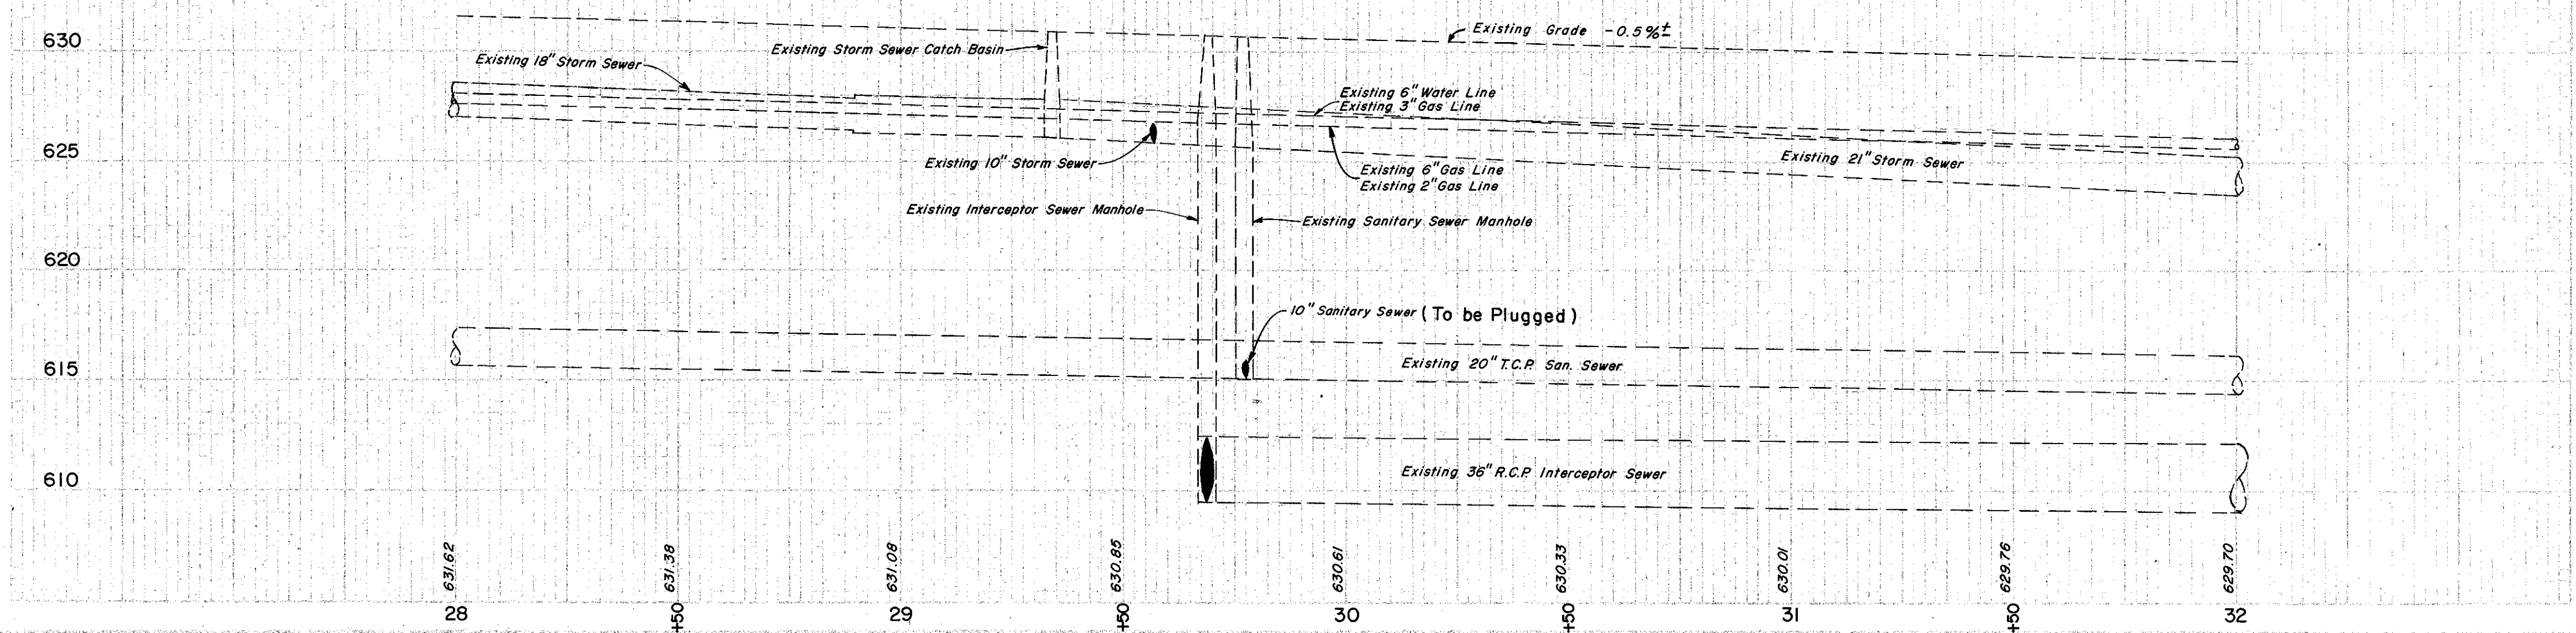 Existing Grade -0.5%±
630
Existing Storm Sewer Catch Basin
Existing 18" Storm Sewer
Existing 6" Water Line
Existing 3" Gas Line
625
Existing 10" Storm Sewer
Existing 21" Storm Sewer
Existing 6" Gas Line
Existing 2" Gas Line
Existing Interceptor Sewer Manhole
Existing Sanitary Sewer Manhole
620
10" Sanitary Sewer (To be Plugged)
615
Existing 20" T.C.P. San. Sewer
610
Existing 36" R.C.P. Interceptor Sewer
631.62
631.38
631.08
630.85
630.61
630.33
630.01
629.76
629.70
28
+50
29
+50
30
+50
31
+50
32